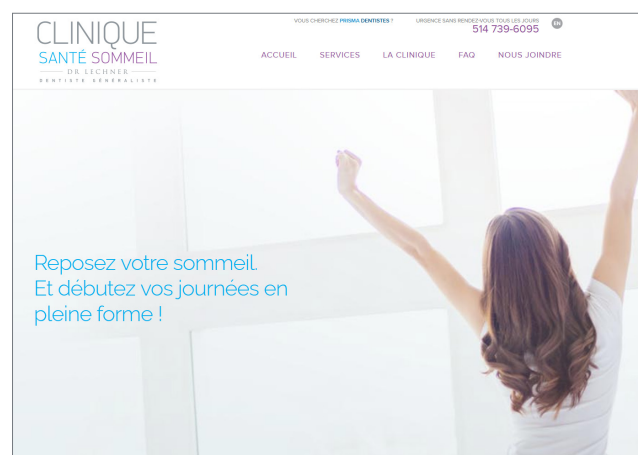 CLINIQUE
SANTÉ SOMMEIL
DR LECHNER
DENTISTE GÉNÉRALISTE
VOUS CHERCHEZ PRISMA DENTISTES ?
URGENCE SANS RENDEZ-VOUS TOUS LES JOURS
514 739-6095
EN
ACCUEIL SERVICES LA CLINIQUE FAQ NOUS JOINDRE
Reposez votre sommeil.
Et débutez vos journées en
pleine forme !